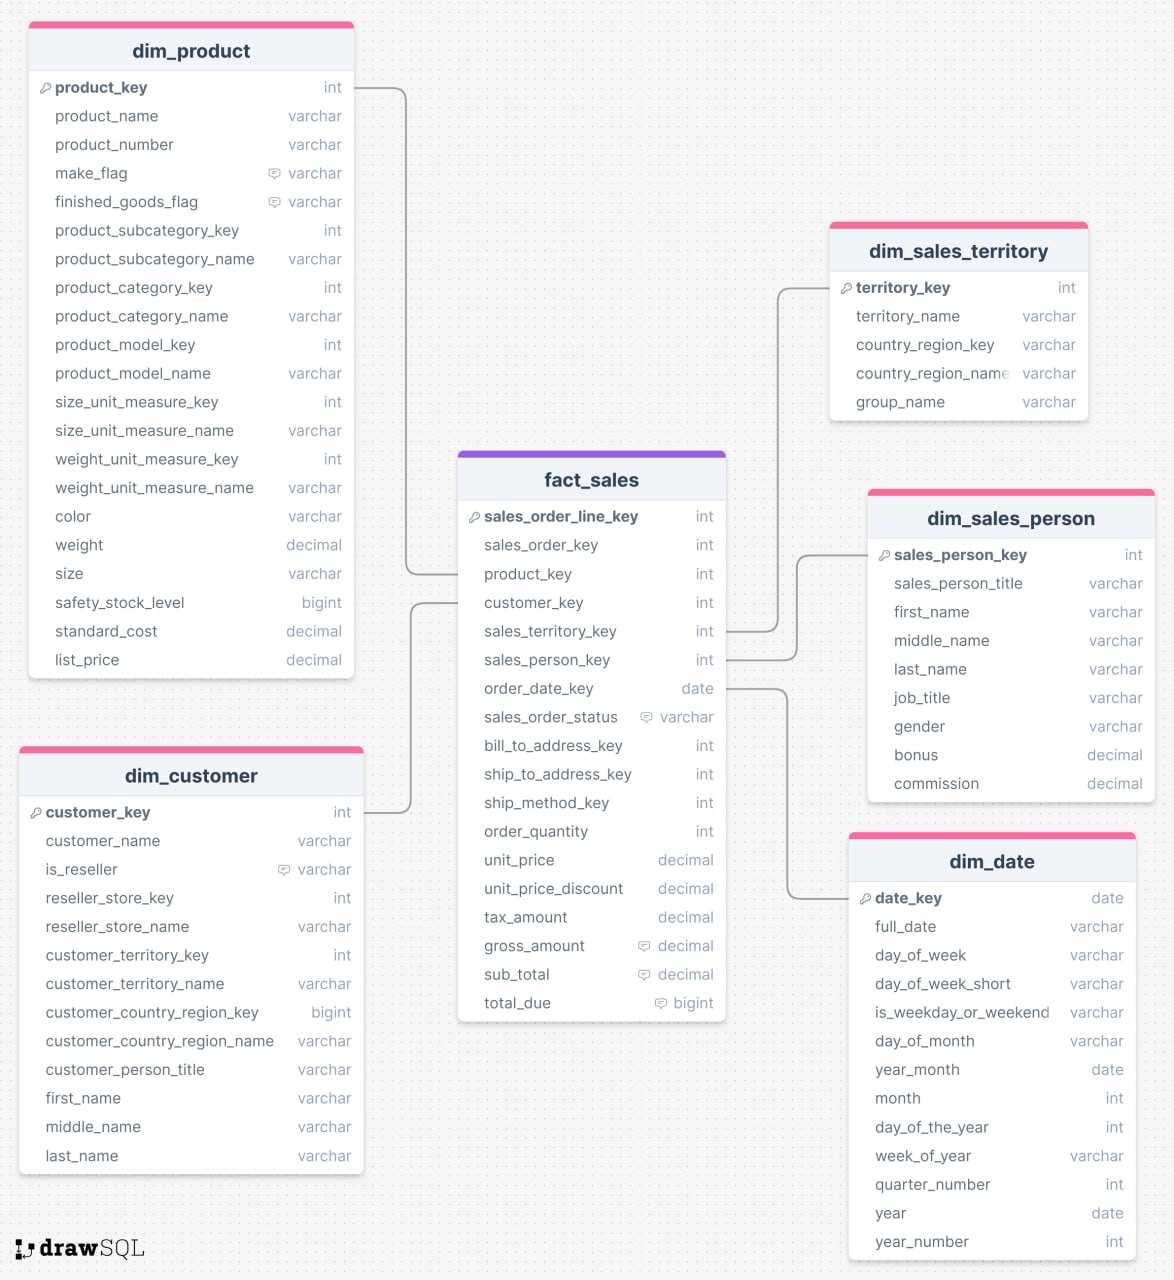 dim_product
product_key int
product_name varchar
product_number varchar
make_flag varchar
finished_goods_flag varchar
product_subcategory_key int
product_subcategory_name varchar
product_category_key int
product_category_name varchar
product_model_key int
product_model_name varchar
size_unit_measure_key int
size_unit_measure_name varchar
weight_unit_measure_key int
weight_unit_measure_name varchar
color varchar
weight decimal
size varchar
safety_stock_level bigint
standard_cost decimal
list_price decimal
dim_sales_territory
territory_key int
territory_name varchar
country_region_key varchar
country_region_name varchar
group_name varchar
fact_sales
sales_order_line_key int
sales_order_key int
product_key int
customer_key int
sales_territory_key int
sales_person_key int
order_date_key date
sales_order_status varchar
bill_to_address_key int
ship_to_address_key int
ship_method_key int
order_quantity int
unit_price decimal
unit_price_discount decimal
tax_amount decimal
gross_amount decimal
sub_total decimal
total_due bigint
dim_sales_person
sales_person_key int
sales_person_title varchar
first_name varchar
middle_name varchar
last_name varchar
job_title varchar
gender varchar
bonus decimal
commission decimal
dim_customer
customer_key int
customer_name varchar
is_reseller varchar
reseller_store_key int
reseller_store_name varchar
customer_territory_key int
customer_territory_name varchar
customer_country_region_key bigint
customer_country_region_name varchar
customer_person_title varchar
first_name varchar
middle_name varchar
last_name varchar
dim_date
date_key date
full_date varchar
day_of_week varchar
day_of_week_short varchar
is_weekday_or_weekend varchar
day_of_month varchar
year_month date
month int
day_of_the_year int
week_of_year varchar
quarter_number int
year date
year_number int
drawSQL